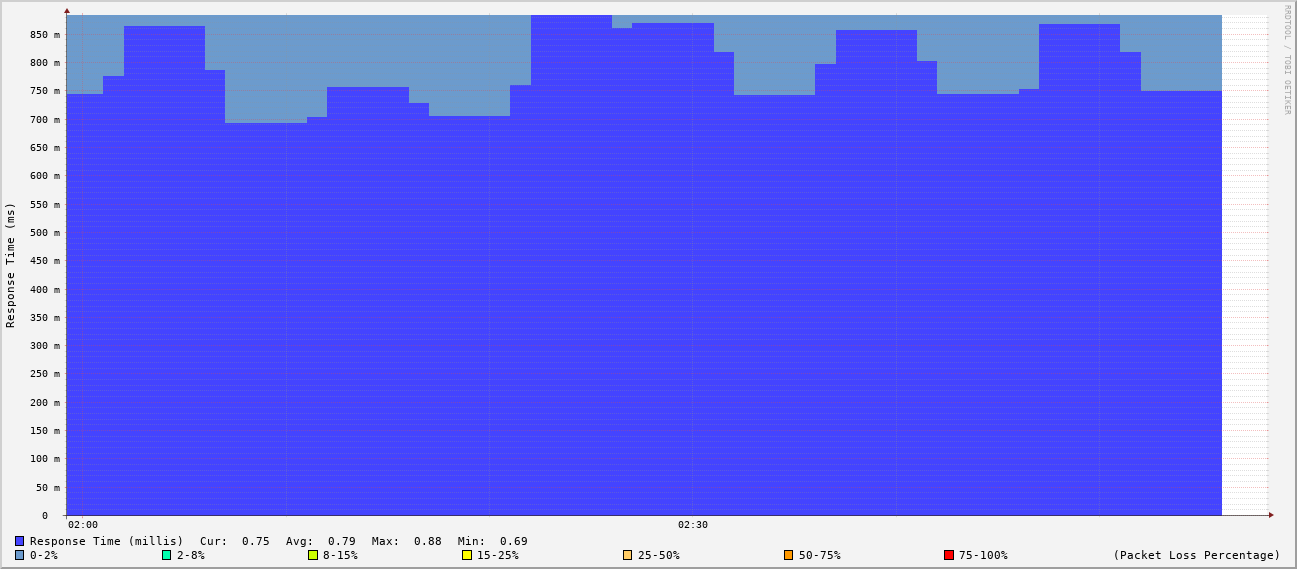 RRDTOOL / TOBI OETIKER
Response Time (ms)
850 m
800 m
750 m
700 m
650 m
600 m
550 m
500 m
450 m
400 m
350 m
300 m
250 m
200 m
150 m
100 m
50 m
0
02:00 02:30
Response Time (millis) Cur: 0.75 Avg: 0.79 Max: 0.88 Min: 0.69
0-2% 2-8% 8-15% 15-25% 25-50% 50-75% 75-100% (Packet Loss Percentage)